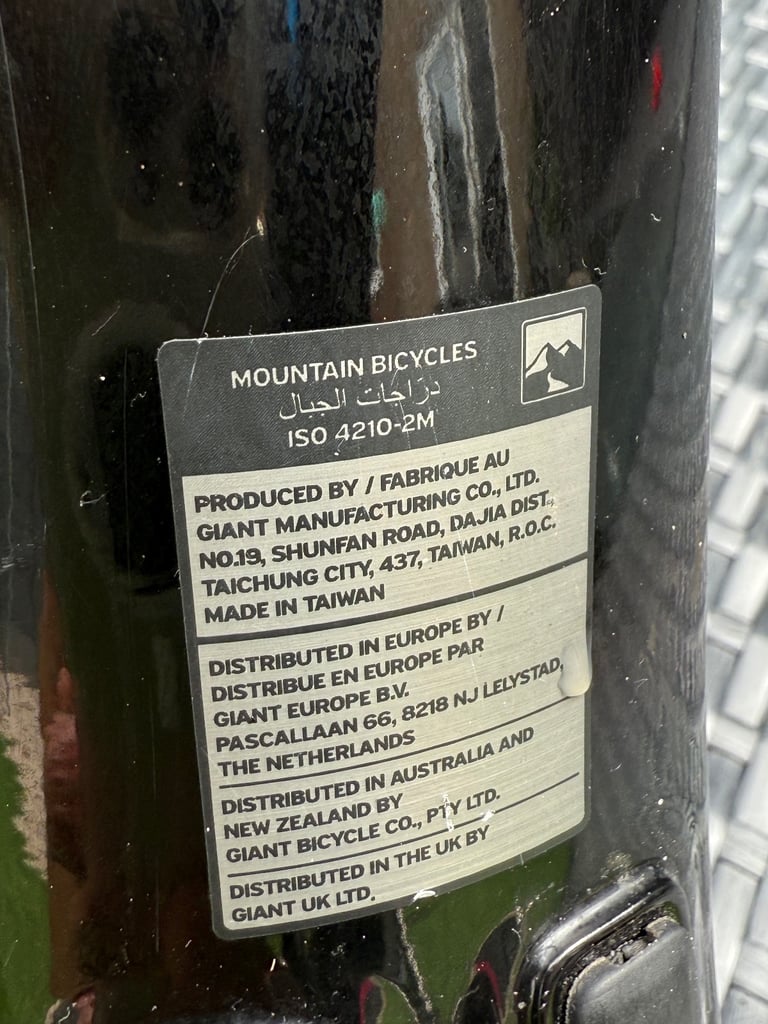 MOUNTAIN BICYCLES
دراجات الجبال
ISO 4210-2M
PRODUCED BY / FABRIQUE AU
GIANT MANUFACTURING CO., LTD.
NO.19, SHUNFAN ROAD, DAJIA DIST.,
TAICHUNG CITY, 437, TAIWAN, R.O.C.
MADE IN TAIWAN
DISTRIBUTED IN EUROPE BY /
DISTRIBUE EN EUROPE PAR
GIANT EUROPE B.V.
PASCALLAAN 66, 8218 NJ LELYSTAD,
THE NETHERLANDS
DISTRIBUTED IN AUSTRALIA AND
NEW ZEALAND BY
GIANT BICYCLE CO., PTY LTD.
DISTRIBUTED IN THE UK BY
GIANT UK LTD.